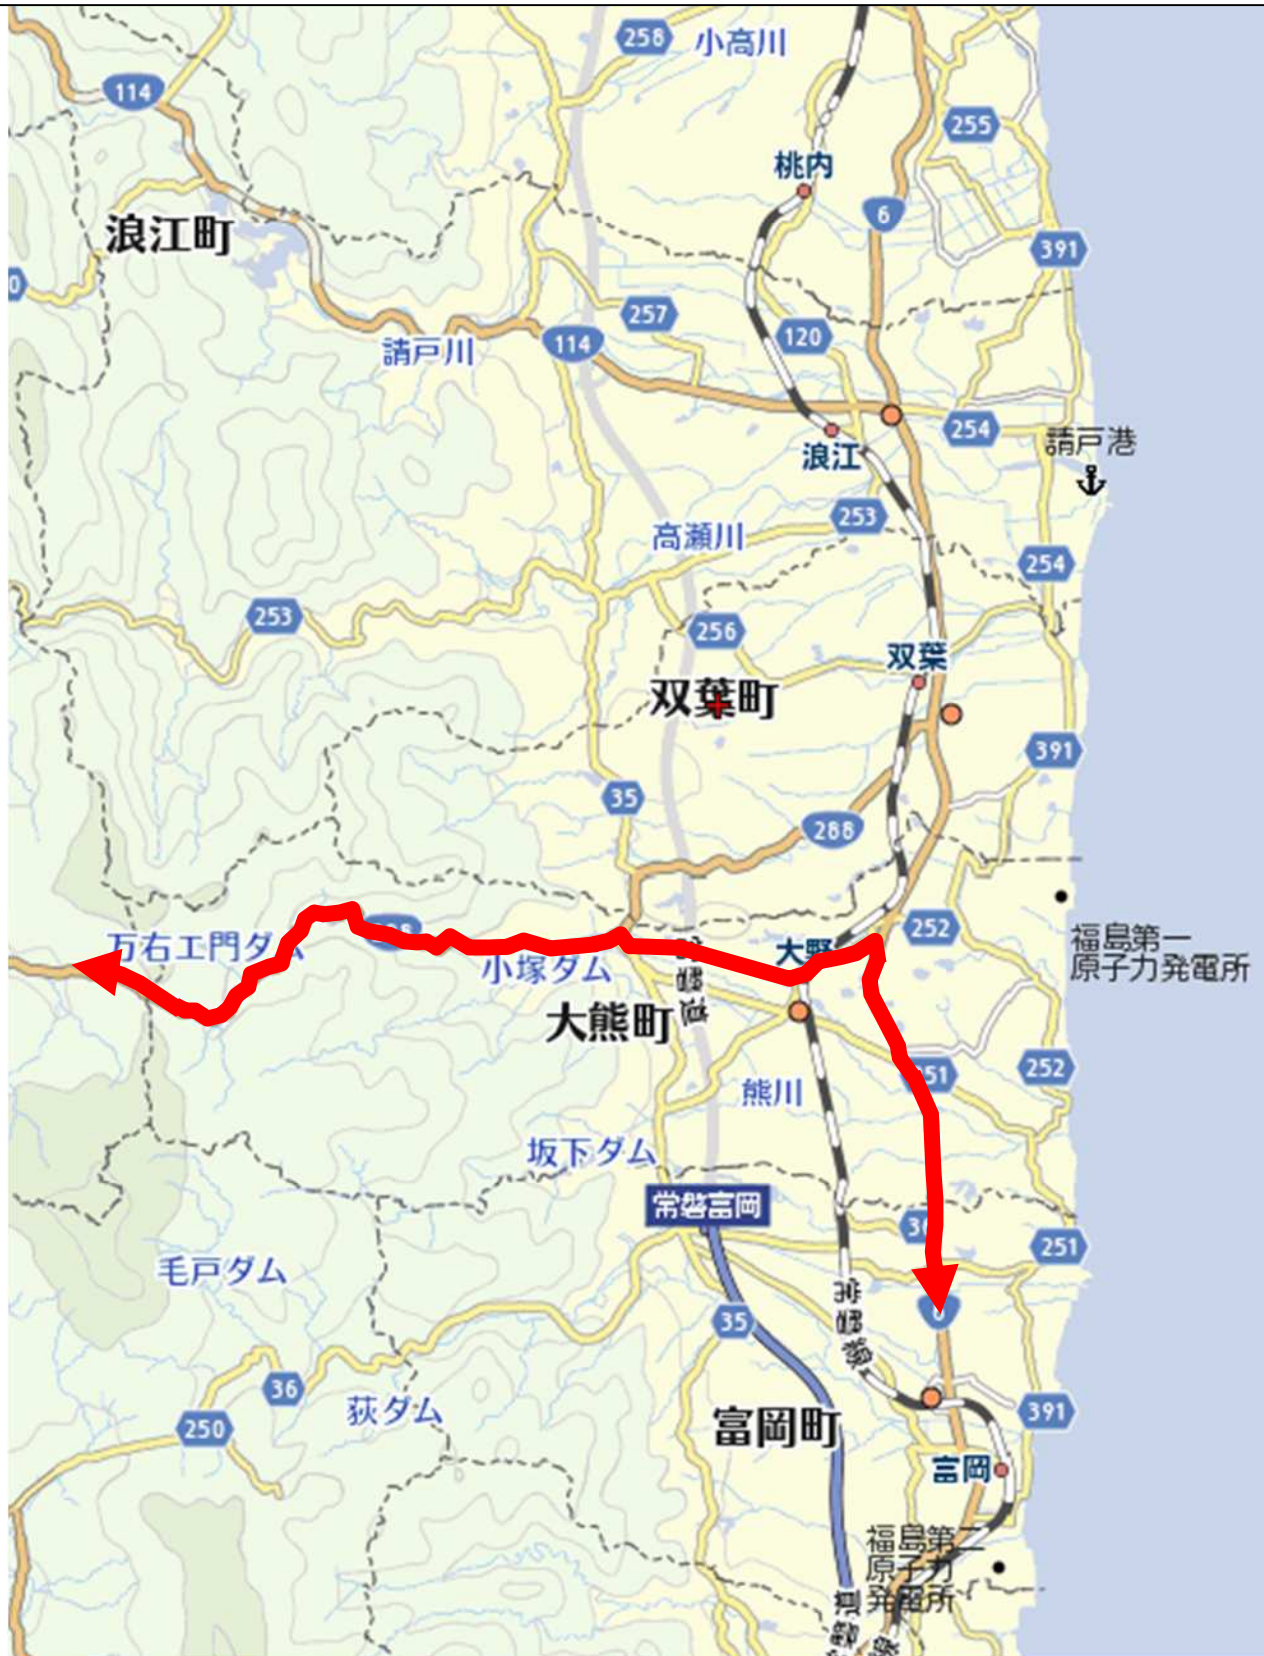 258
小高川
114
255
桃内
6
浪江町
391
257
120
114
請戸川
254
請戸港
浪江
253
高瀬川
254
253
256
双葉
双葉町
391
35
288
252
万右エ門ダム
大野
福島第一
原子力発電所
小塚ダム
大熊町
252
熊川
坂下ダム
常磐富岡
251
毛戸ダム
35
36
荻ダム
391
250
富岡町
富岡
福島第二
原子力
発電所